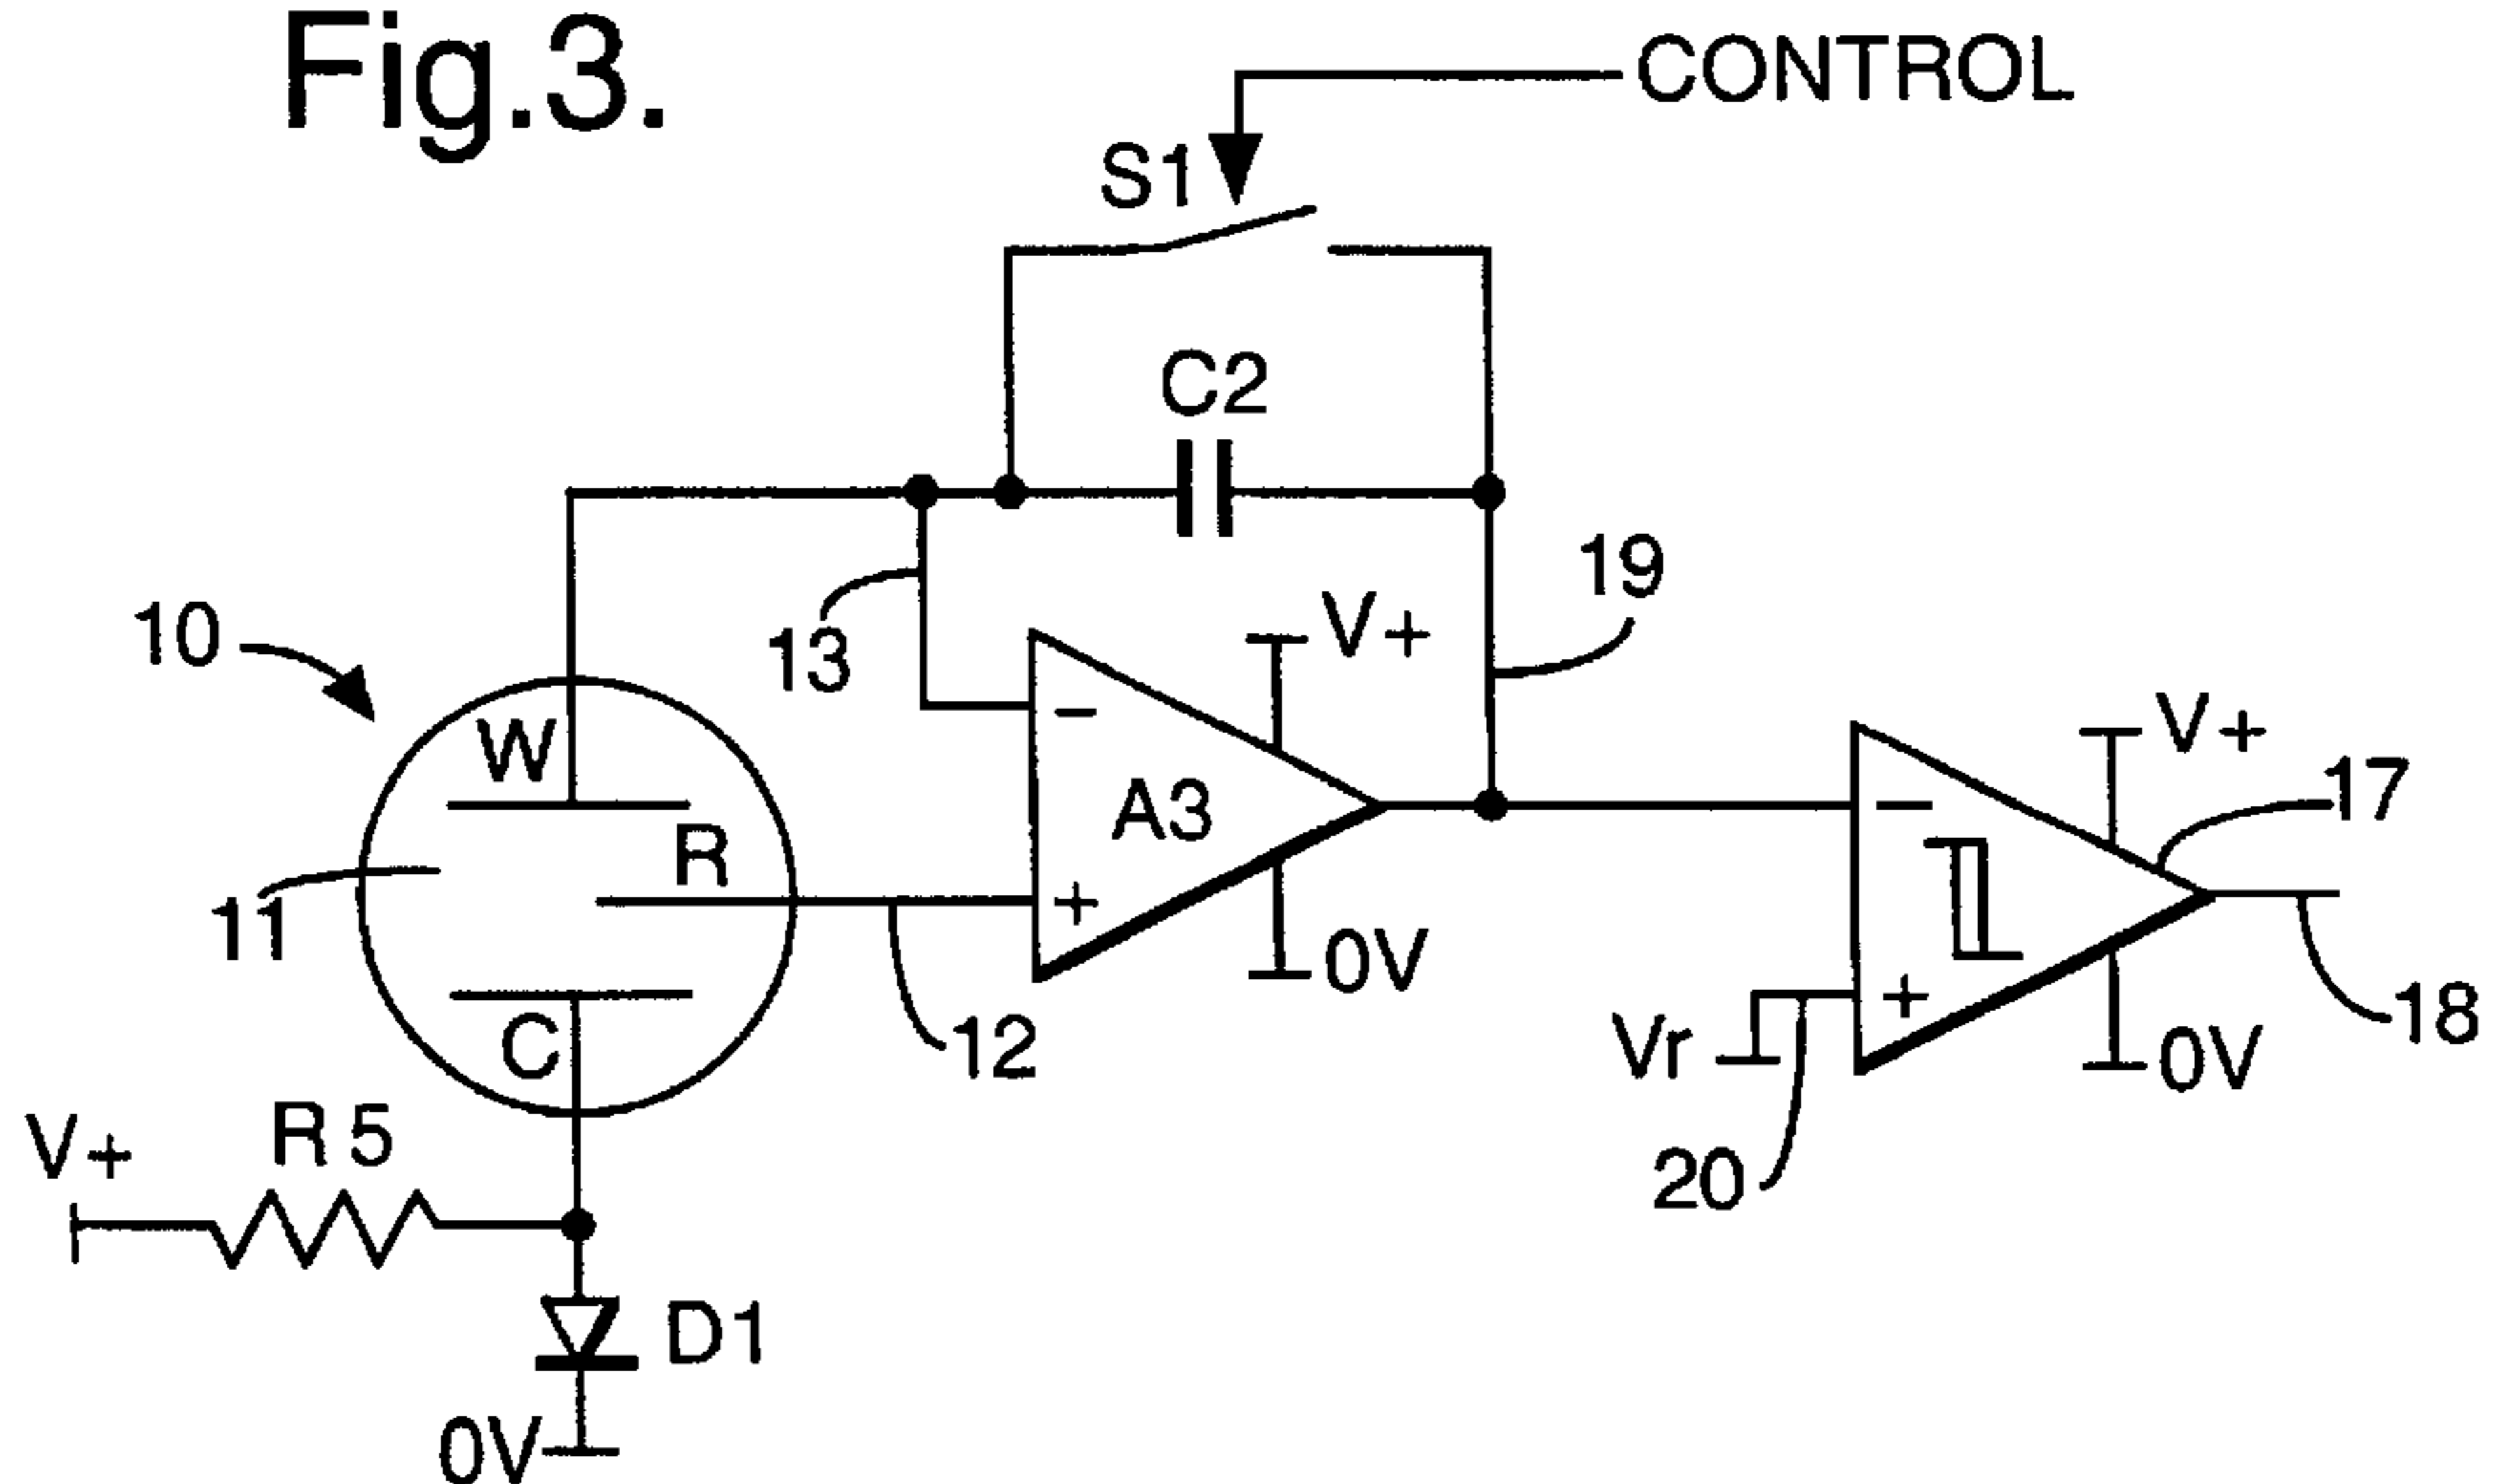 Fig.3.
CONTROL
S1
C2
19
13
V+
10
W
A3
V+
17
R
11
+
0V
12
C
+
Vr
18
0V
20
V+
R 5
D1
0V